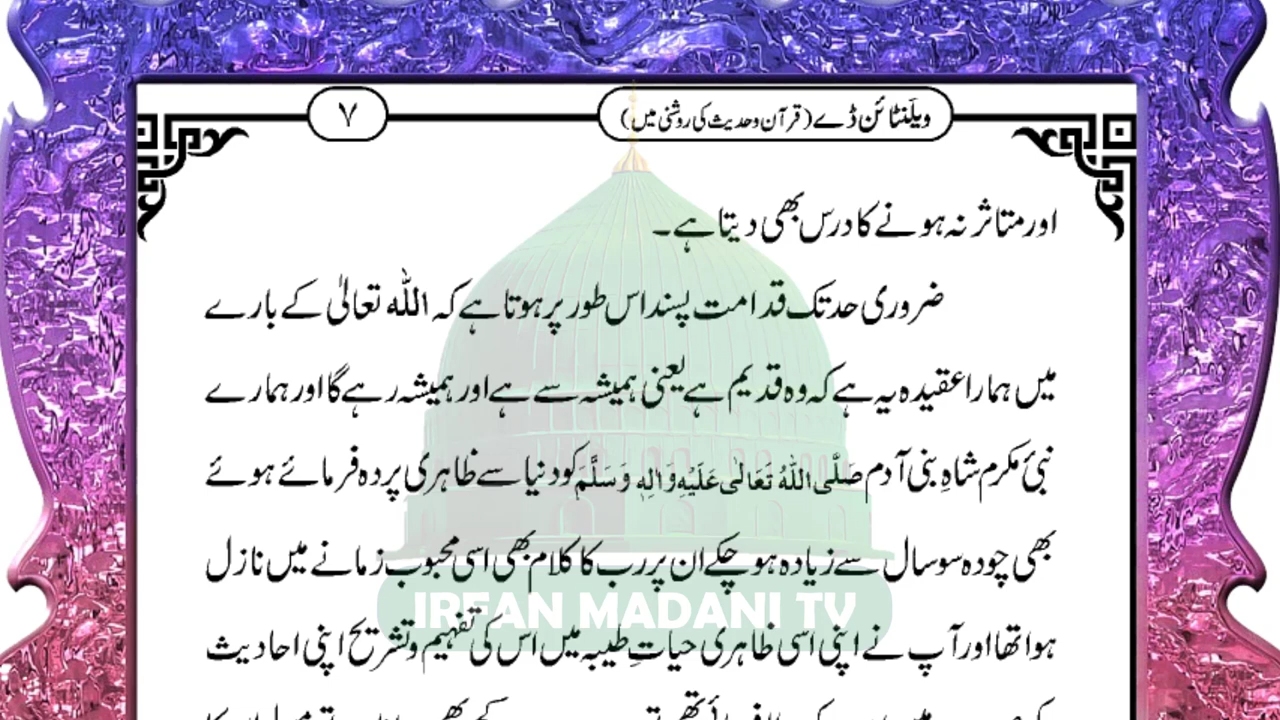 ویلنٹائن ڈے (قرآن و حدیث کی روشنی میں)
۷
اور متاثر نہ ہونے کا درس بھی دیتا ہے۔
ضروری حد تک قدامت پسند اس طور پر ہوتا ہے کہ اللہ تعالیٰ کے بارے
میں ہمارا عقیدہ یہ ہے کہ وہ قدیم ہے یعنی ہمیشہ سے ہے اور ہمیشہ رہے گا اور ہمارے
نبیٔ مکرم شاہِ بنی آدم صَلَّی اللّٰہُ تَعَالٰی عَلَیْہِ وَاٰلِہٖ وَسَلَّمَ کو دنیا سے ظاہری پردہ فرمائے ہوئے
بھی چودہ سو سال سے زیادہ ہو چکے ان پر رب کا کلام بھی اسی محبوب زمانے میں نازل
IRFAN MADANI TV
ہوا تھا اور آپ نے اپنی اسی ظاہری حیاتِ طیبہ میں اس کی تفہیم و تشریح اپنی احادیث